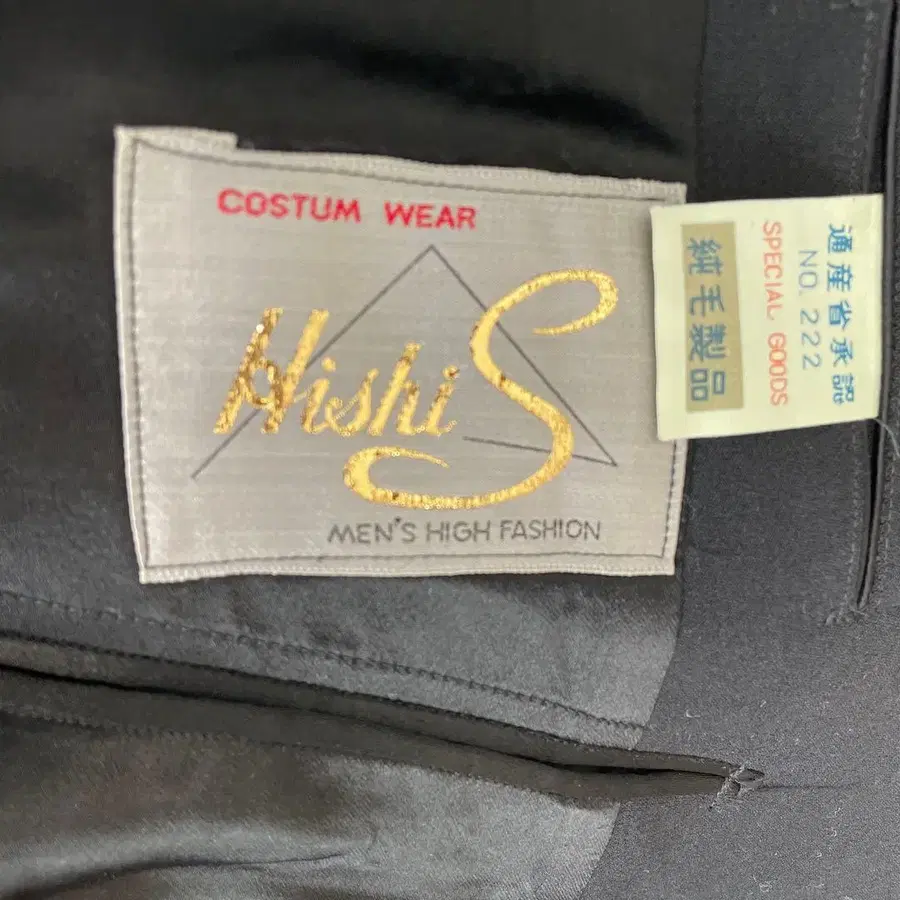 COSTUM WEAR
Hishi S
MEN'S HIGH FASHION
通産省承認
NO. 222
SPECIAL GOODS
純毛製品